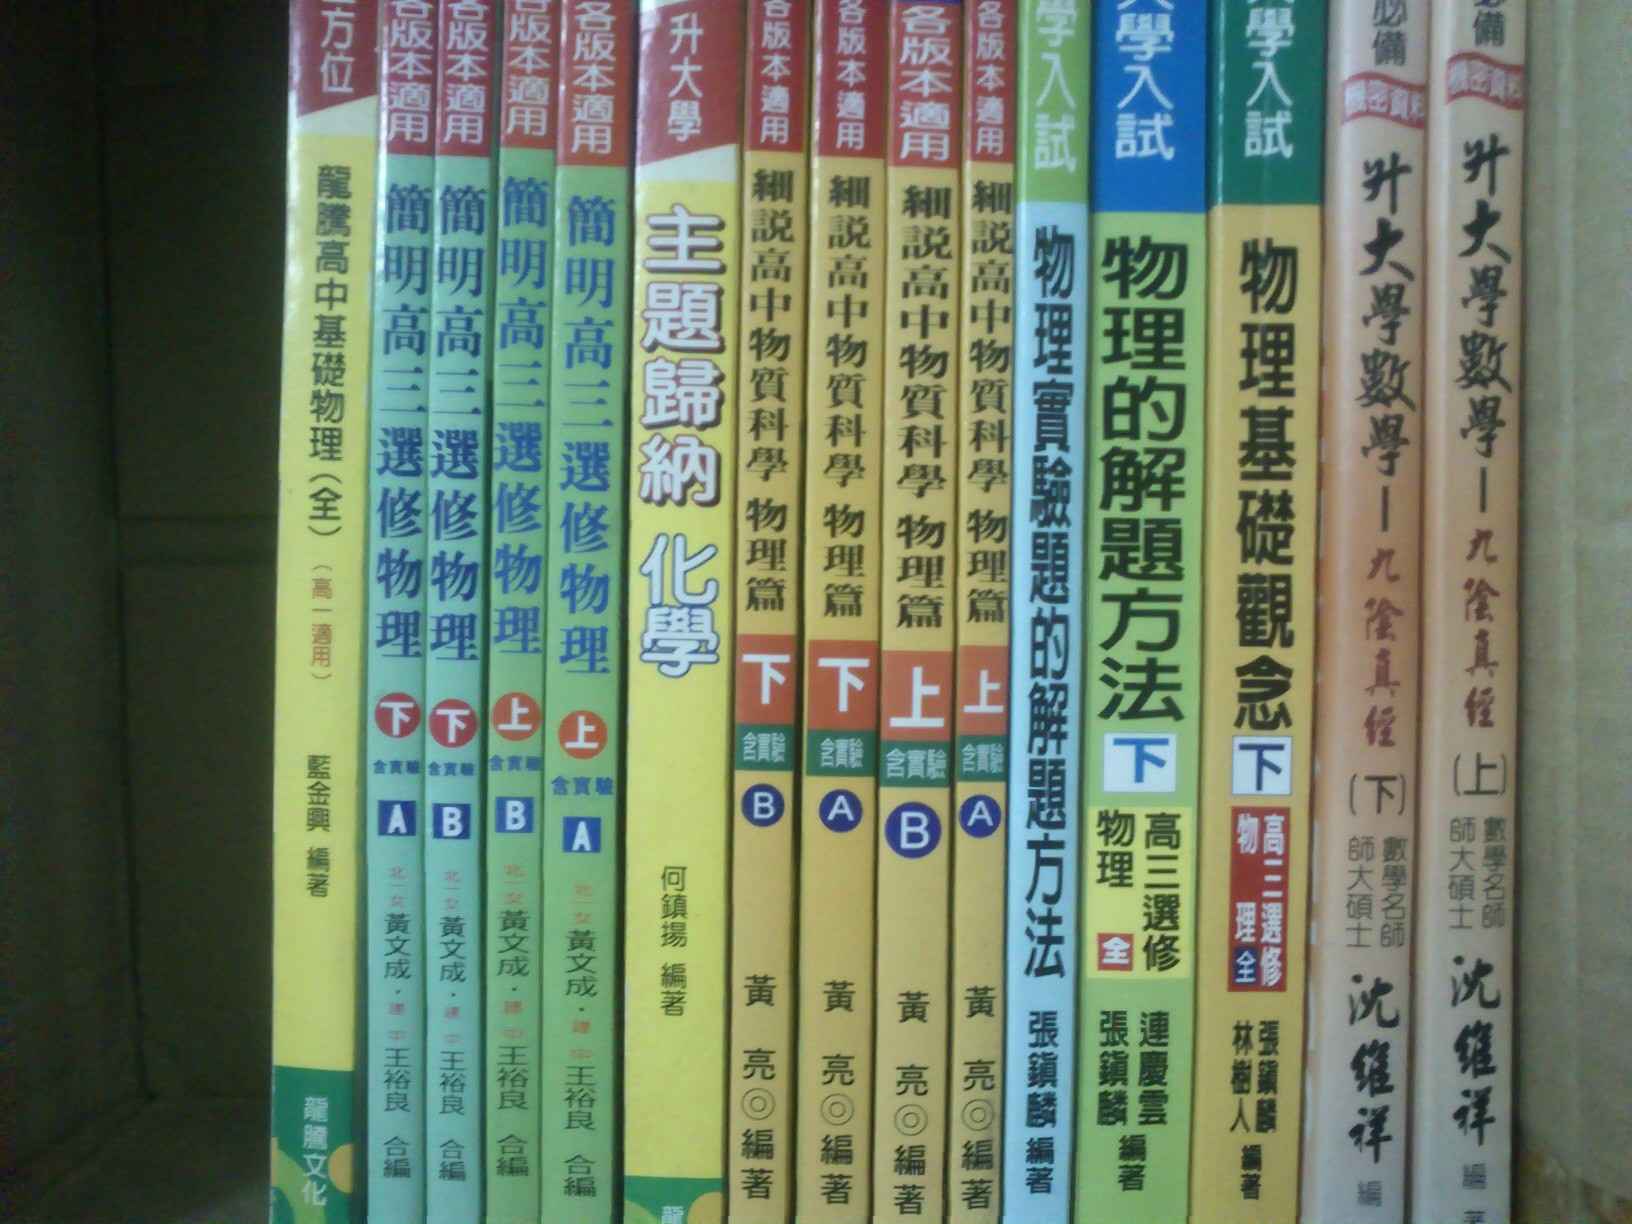 全方位
龍騰高中基礎物理(全)
(高一適用)
藍金興 編著
龍騰文化
各版本適用
簡明高三選修物理
下
含實驗
A
北一女 黃文成・建中 王裕良 合編
各版本適用
簡明高三選修物理
下
含實驗
B
北一女 黃文成・建中 王裕良 合編
各版本適用
簡明高三選修物理
上
含實驗
B
北一女 黃文成・建中 王裕良 合編
各版本適用
簡明高三選修物理
上
含實驗
A
北一女 黃文成・建中 王裕良 合編
升大學
主題歸納 化學
何鎮揚 編著
龍
各版本適用
細說高中物質科學 物理篇
下
含實驗
B
黃 亮◎編著
各版本適用
細說高中物質科學 物理篇
下
含實驗
A
黃 亮◎編著
各版本適用
細說高中物質科學 物理篇
上
含實驗
B
黃 亮◎編著
各版本適用
細說高中物質科學 物理篇
上
含實驗
A
黃 亮◎編著
學入試
物理實驗題的解題方法
張鎮麟 編著
大學入試
物理的解題方法
下
高三選修
物理 全
連慶雲
張鎮麟
編著
大學入試
物理基礎觀念
下
高二選修
物理 全
張鎮麟
林樹人
編著
必備
機密資料
升大學數學—九陰真經
(下)
數學名師
師大碩士
沈維祥 編
必備
機密資料
升大學數學—九陰真經
(上)
數學名師
師大碩士
沈維祥 編著